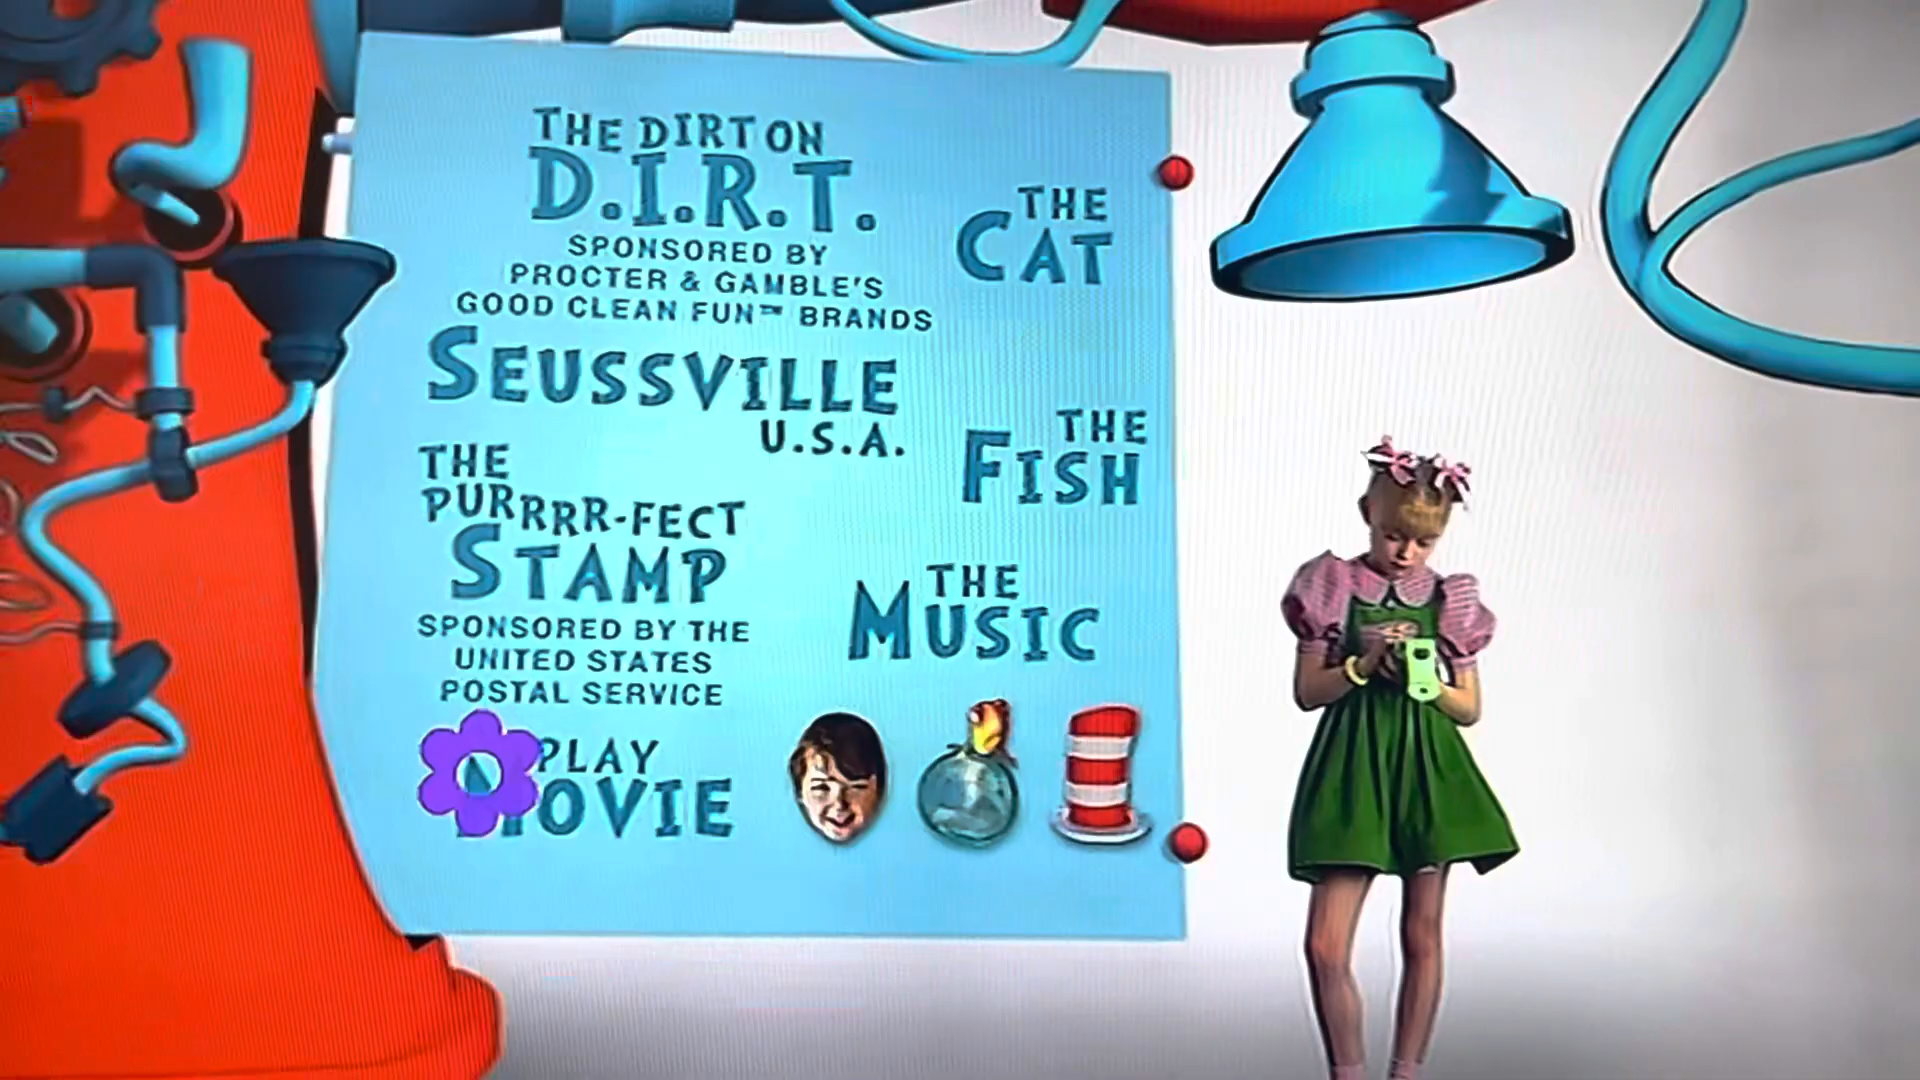 THE DIRT ON
D.I.R.T.
SPONSORED BY
PROCTER & GAMBLE'S
GOOD CLEAN FUN™ BRANDS
THE
CAT
SEUSSVILLE
U.S.A.
THE
FISH
THE
PURRRR-FECT
STAMP
SPONSORED BY THE
UNITED STATES
POSTAL SERVICE
THE
MUSIC
PLAY
MOVIE